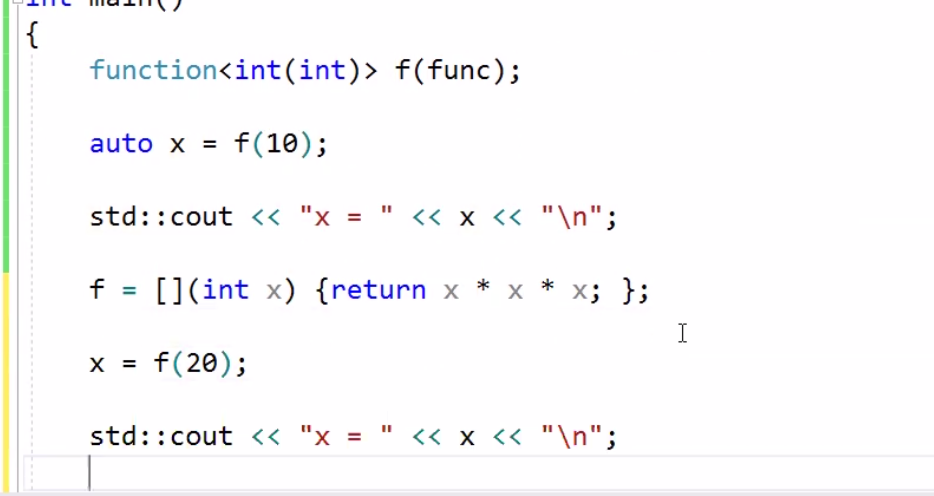 int main()
{
function<int(int)> f(func);
auto x = f(10);
std::cout << "x = " << x << "\n";
f = [](int x) {return x * x * x; };
x = f(20);
std::cout << "x = " << x << "\n";